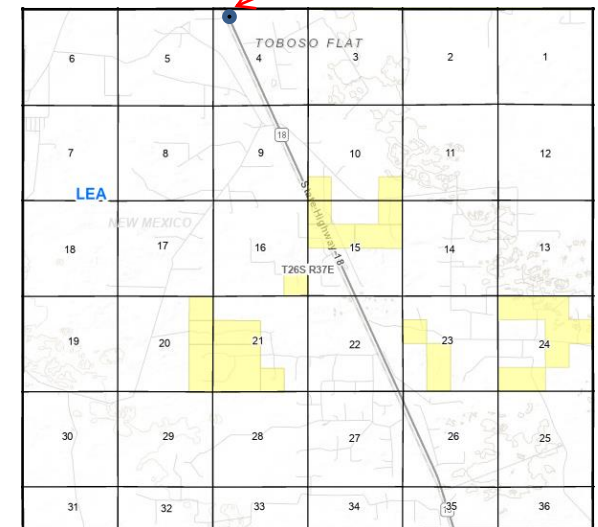 TOBOSO FLAT
6 5 4 3 2 1
18
7 8 9 10 11 12
LEA
NEW MEXICO
State Highway 18
18 17 16 15 14 13
T26S R37E
19 20 21 22 23 24
30 29 28 27 26 25
31 32 33 34 35 36